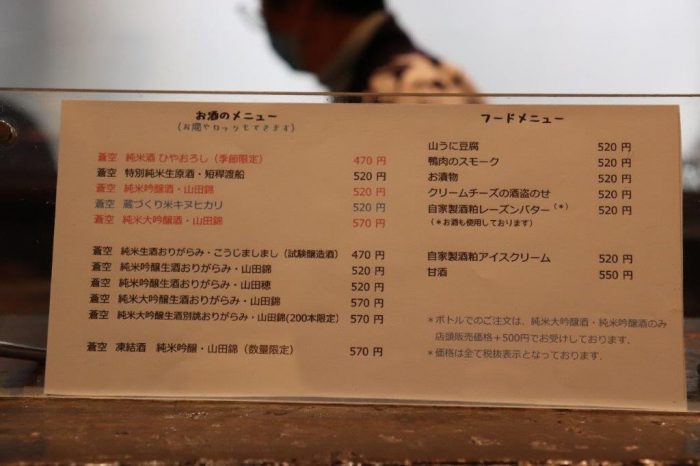 お酒のメニュー
(お燗やロックもできます)
蒼空 純米酒 ひやおろし（季節限定） 470 円
蒼空 特別純米生原酒・短稈渡船 520 円
蒼空 純米吟醸酒・山田錦 520 円
蒼空 蔵づくり米キヌヒカリ 520 円
蒼空 純米大吟醸酒・山田錦 570 円
蒼空 純米生酒おりがらみ・こうじましまし（試験醸造酒） 470 円
蒼空 純米吟醸生酒おりがらみ・山田錦 520 円
蒼空 純米吟醸生酒おりがらみ・山田穂 520 円
蒼空 純米大吟醸生酒おりがらみ・山田錦 570 円
蒼空 純米大吟醸生酒別誂おりがらみ・山田錦(200本限定) 570 円
蒼空 凍結酒 純米吟醸・山田錦（数量限定） 570 円
フードメニュー
山うに豆腐 520 円
鴨肉のスモーク 520 円
お漬物 520 円
クリームチーズの酒盗のせ 520 円
自家製酒粕レーズンバター（*） 520 円
（＊お酒も使用しております）
自家製酒粕アイスクリーム 520 円
甘酒 550 円
＊ボトルでのご注文は、純米大吟醸酒・純米吟醸酒のみ
店頭販売価格＋500円でお受けしております.
＊価格は全て税抜表示となっております.